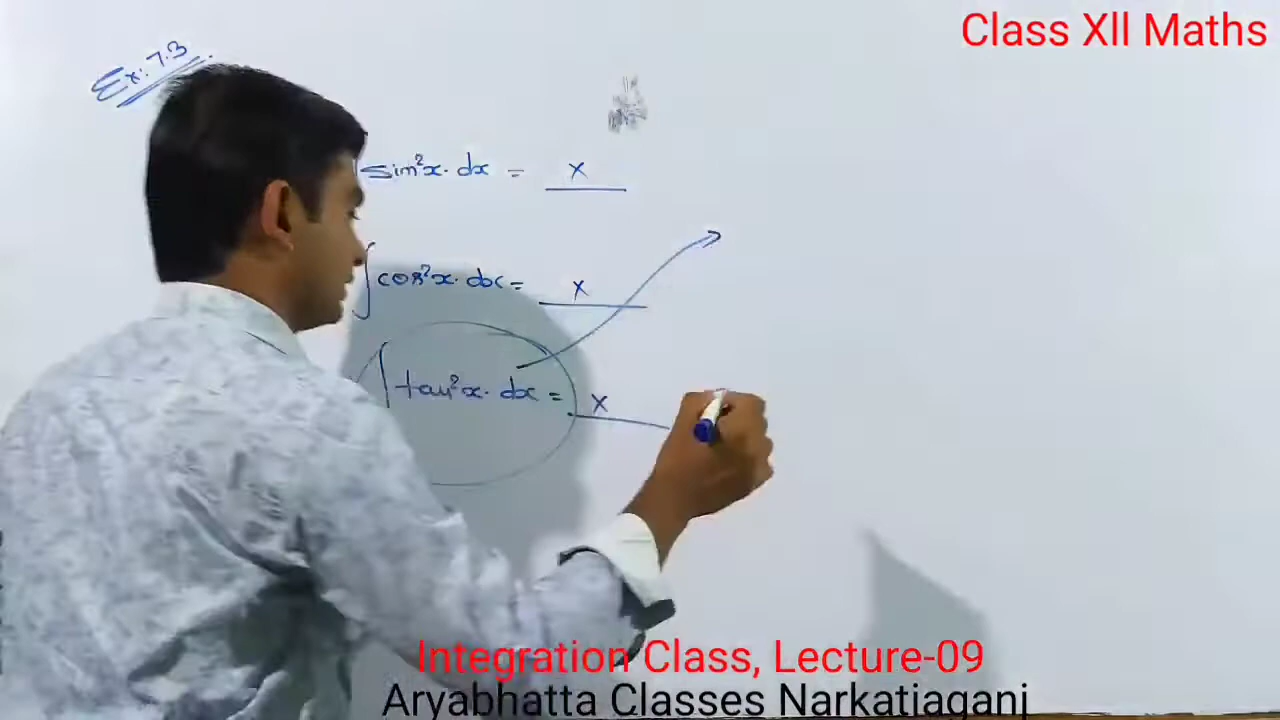 Class XII Maths
Ex: 7.3
∫sin²x. dx = x
∫cos²x. dx = x
∫tan²x. dx = x
Integration Class, Lecture-09
Aryabhatta Classes Narkatiaganj